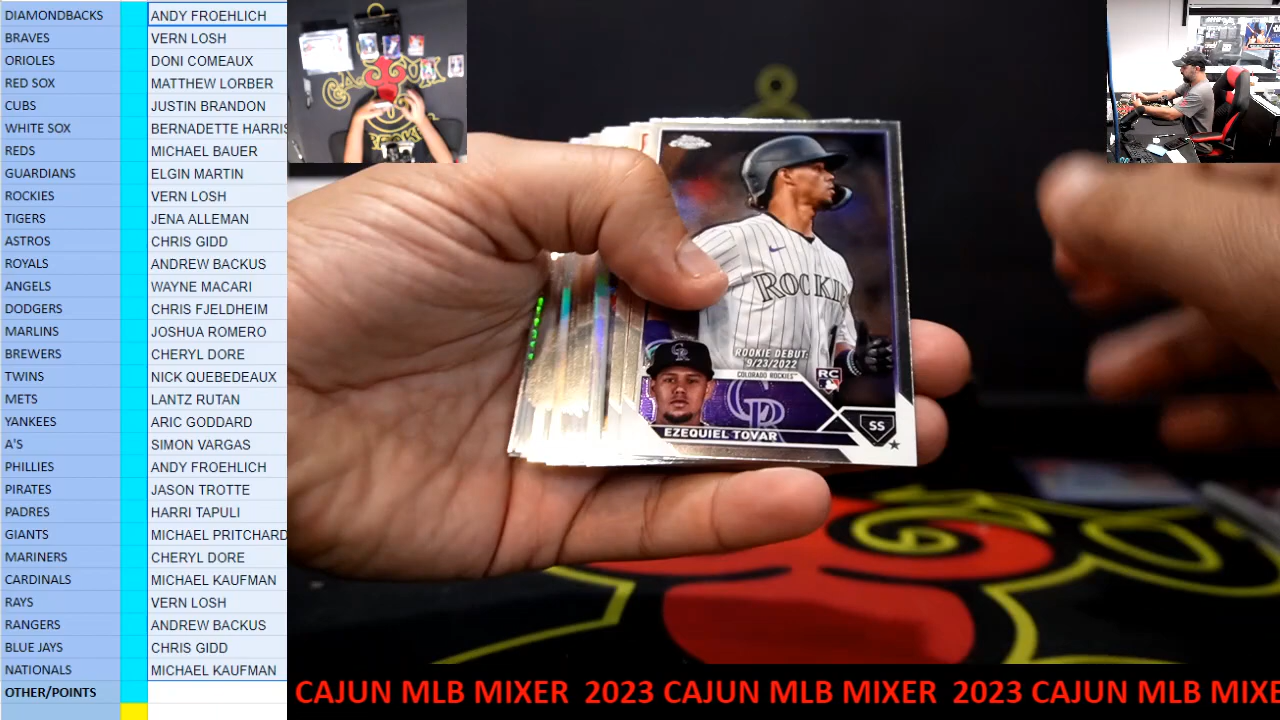 DIAMONDBACKS ANDY FROEHLICH
BRAVES VERN LOSH
ORIOLES DONI COMEAUX
RED SOX MATTHEW LORBER
CUBS JUSTIN BRANDON
WHITE SOX BERNADETTE HARRIS
REDS MICHAEL BAUER
GUARDIANS ELGIN MARTIN
ROCKIES VERN LOSH
TIGERS JENA ALLEMAN
ASTROS CHRIS GIDD
ROYALS ANDREW BACKUS
ANGELS WAYNE MACARI
DODGERS CHRIS FJELDHEIM
MARLINS JOSHUA ROMERO
BREWERS CHERYL DORE
TWINS NICK QUEBEDEAUX
METS LANTZ RUTAN
YANKEES ARIC GODDARD
A'S SIMON VARGAS
PHILLIES ANDY FROEHLICH
PIRATES JASON TROTTE
PADRES HARRI TAPULI
GIANTS MICHAEL PRITCHARD
MARINERS CHERYL DORE
CARDINALS MICHAEL KAUFMAN
RAYS VERN LOSH
RANGERS ANDREW BACKUS
BLUE JAYS CHRIS GIDD
NATIONALS MICHAEL KAUFMAN
OTHER/POINTS
ROCKIE
ROOKIE DEBUT:
9/23/2022
COLORADO ROCKIES
RC
CR
SS
EZEQUIEL TOVAR
CAJUN MLB MIXER 2023 CAJUN MLB MIXER 2023 CAJUN MLB MIXE